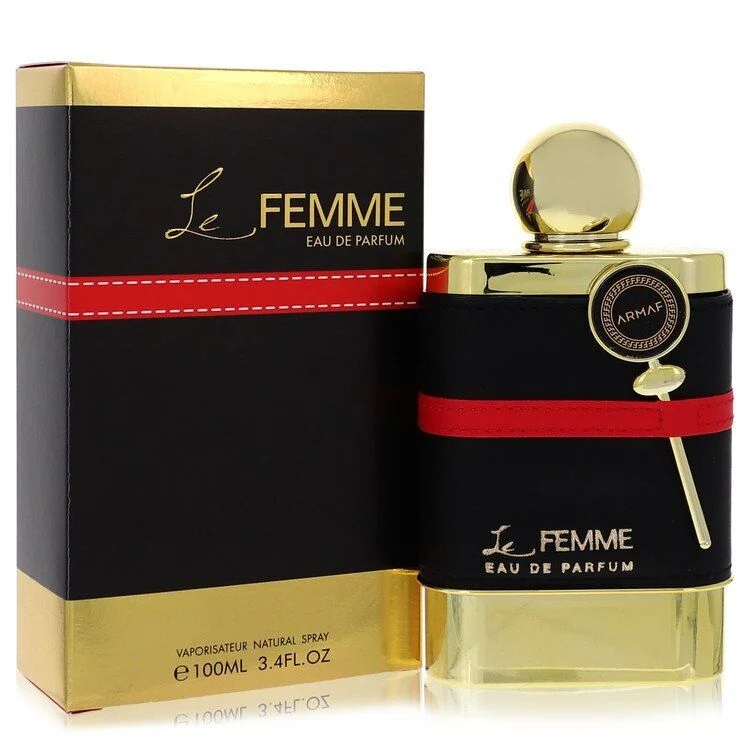 Le FEMME
EAU DE PARFUM
VAPORISATEUR NATURAL SPRAY
℮100ML 3.4FL.OZ
ARMAF
Le FEMME
EAU DE PARFUM